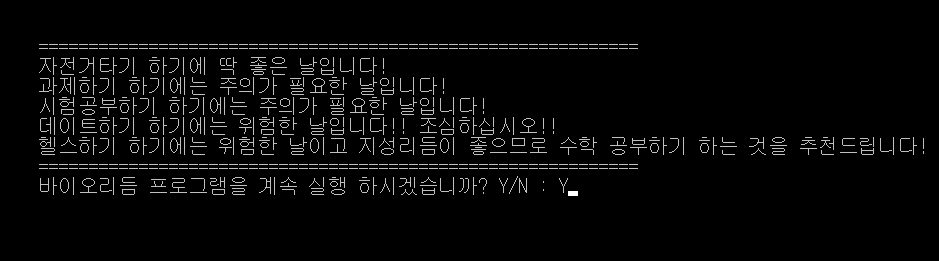 ============================================================
자전거타기 하기에 딱 좋은 날입니다!
과제하기 하기에는 주의가 필요한 날입니다!
시험공부하기 하기에는 주의가 필요한 날입니다!
데이트하기 하기에는 위험한 날입니다!! 조심하십시오!!
헬스하기 하기에는 위험한 날이고 지성리듬이 좋으므로 수학 공부하기 하는 것을 추천드립니다!
============================================================
바이오리듬 프로그램을 계속 실행 하시겠습니까? Y/N : Y